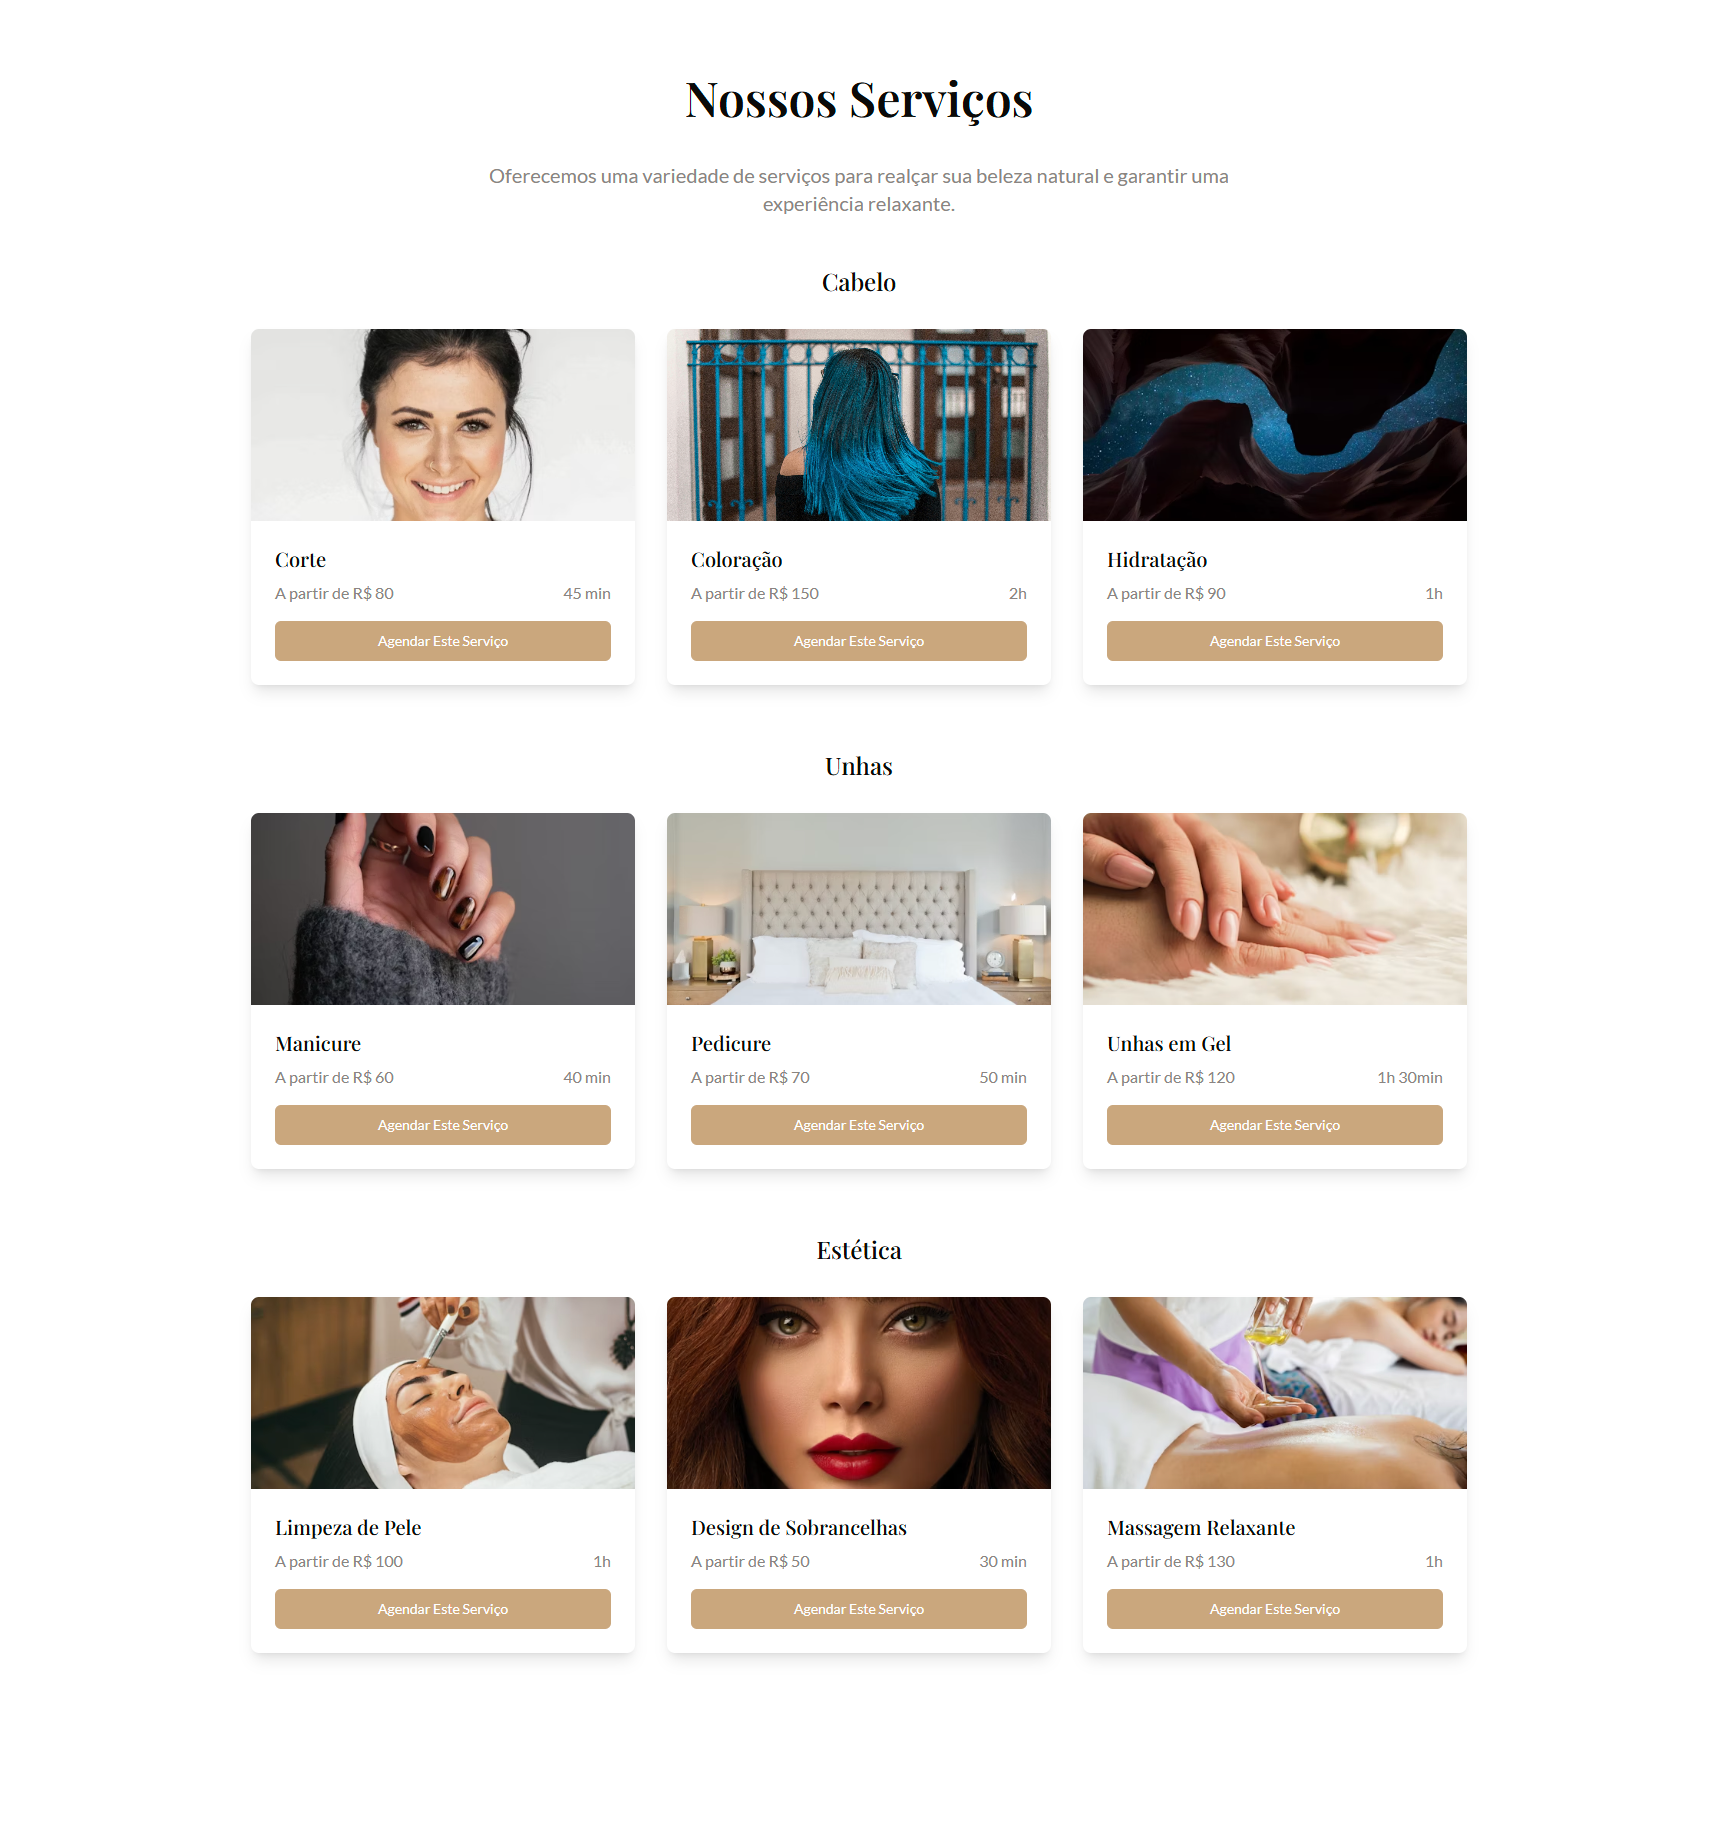 Nossos Serviços
Oferecemos uma variedade de serviços para realçar sua beleza natural e garantir uma
experiência relaxante.
Cabelo
Corte
A partir de R$ 80 45 min
Agendar Este Serviço
Coloração
A partir de R$ 150 2h
Agendar Este Serviço
Hidratação
A partir de R$ 90 1h
Agendar Este Serviço
Unhas
Manicure
A partir de R$ 60 40 min
Agendar Este Serviço
Pedicure
A partir de R$ 70 50 min
Agendar Este Serviço
Unhas em Gel
A partir de R$ 120 1h 30min
Agendar Este Serviço
Estética
Limpeza de Pele
A partir de R$ 100 1h
Agendar Este Serviço
Design de Sobrancelhas
A partir de R$ 50 30 min
Agendar Este Serviço
Massagem Relaxante
A partir de R$ 130 1h
Agendar Este Serviço